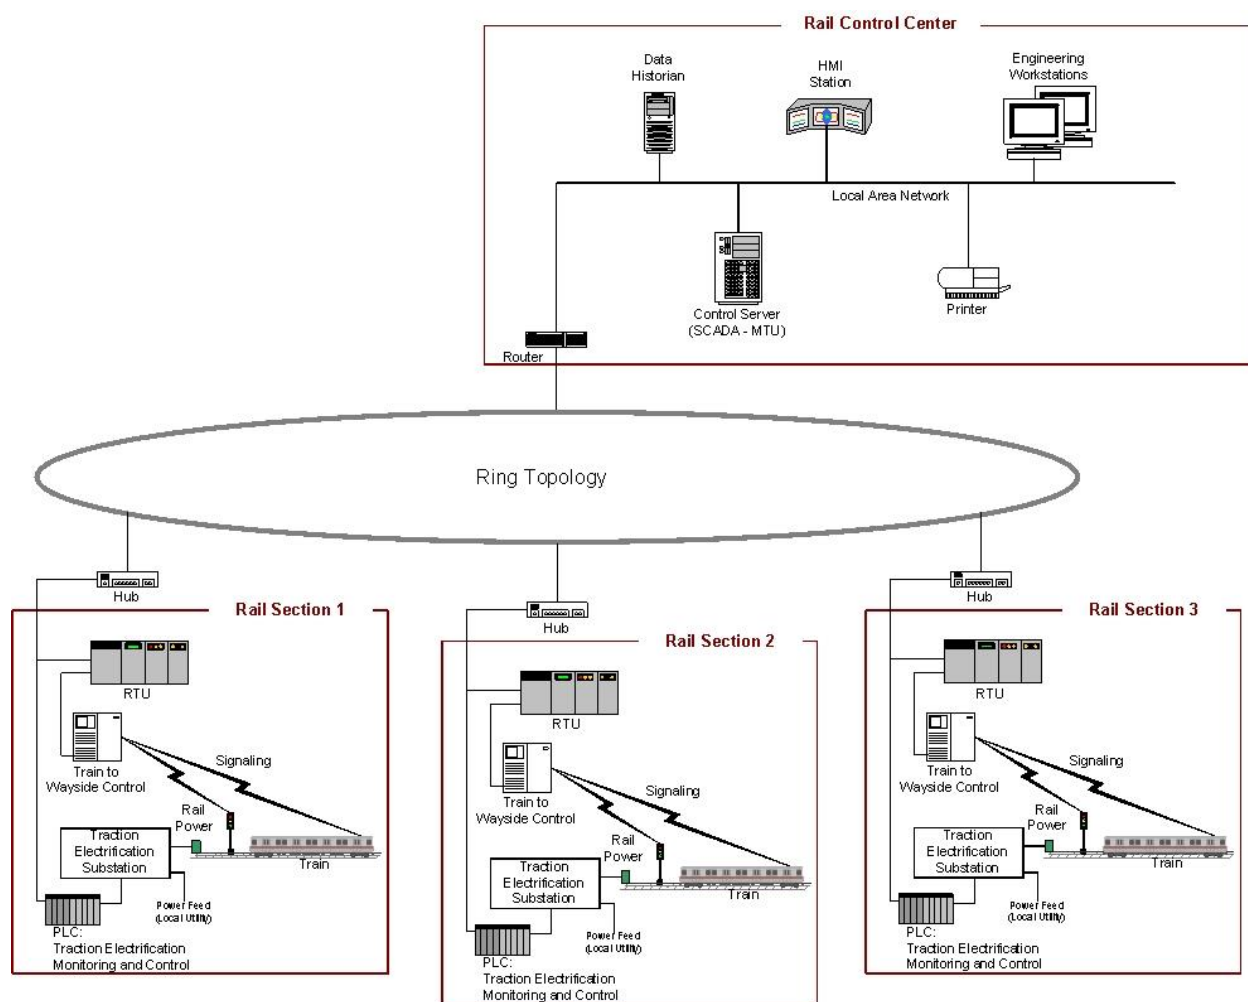 Rail Control Center
Data
Historian
HMI
Station
Engineering
Workstations
Local Area Network
Control Server
(SCADA - MTU)
Printer
Router
Ring Topology
Hub
Rail Section 1
RTU
Train to
Wayside Control
Signaling
Rail
Power
Traction
Electrification
Substation
Train
Power Feed
(Local Utility)
PLC:
Traction Electrification
Monitoring and Control
Hub
Rail Section 2
RTU
Train to
Wayside Control
Signaling
Rail
Power
Traction
Electrification
Substation
Train
Power Feed
(Local Utility)
PLC:
Traction Electrification
Monitoring and Control
Hub
Rail Section 3
RTU
Train to
Wayside Control
Signaling
Rail
Power
Traction
Electrification
Substation
Train
Power Feed
(Local Utility)
PLC:
Traction Electrification
Monitoring and Control